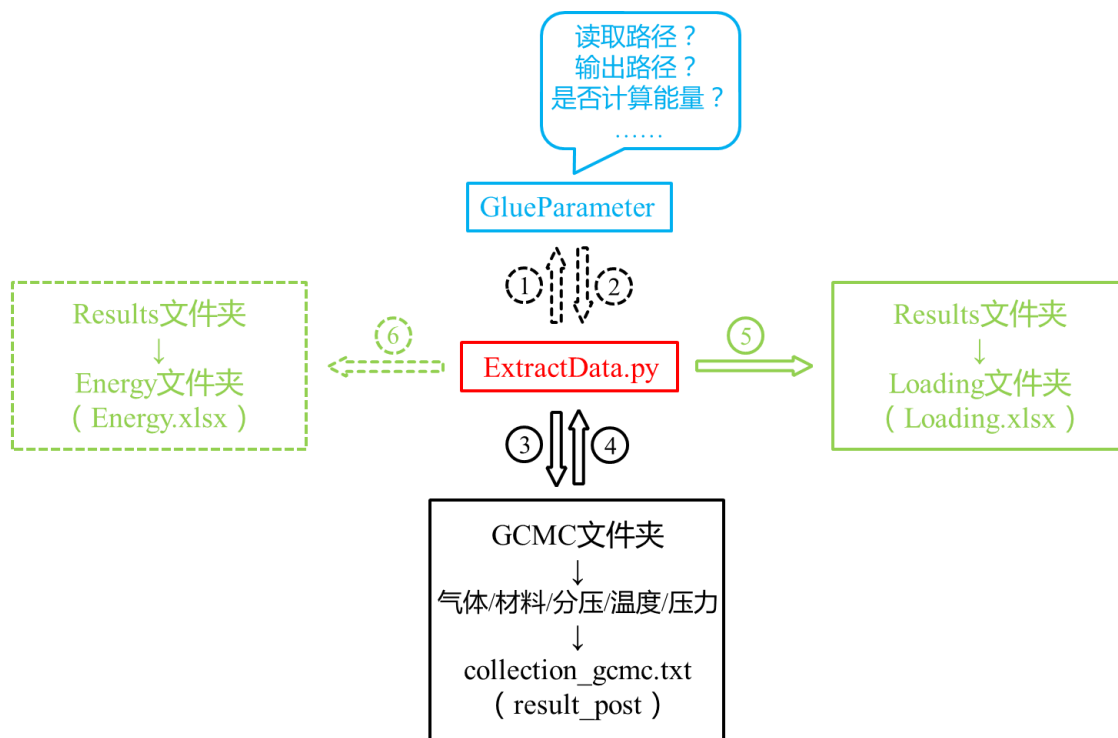 读取路径？
输出路径？
是否计算能量？
……
GlueParameter
①
②
Results文件夹
↓
Energy文件夹
（Energy.xlsx）
⑥
ExtractData.py
⑤
Results文件夹
↓
Loading文件夹
（Loading.xlsx）
③
④
GCMC文件夹
↓
气体/材料/分压/温度/压力
↓
collection_gcmc.txt
（result_post）